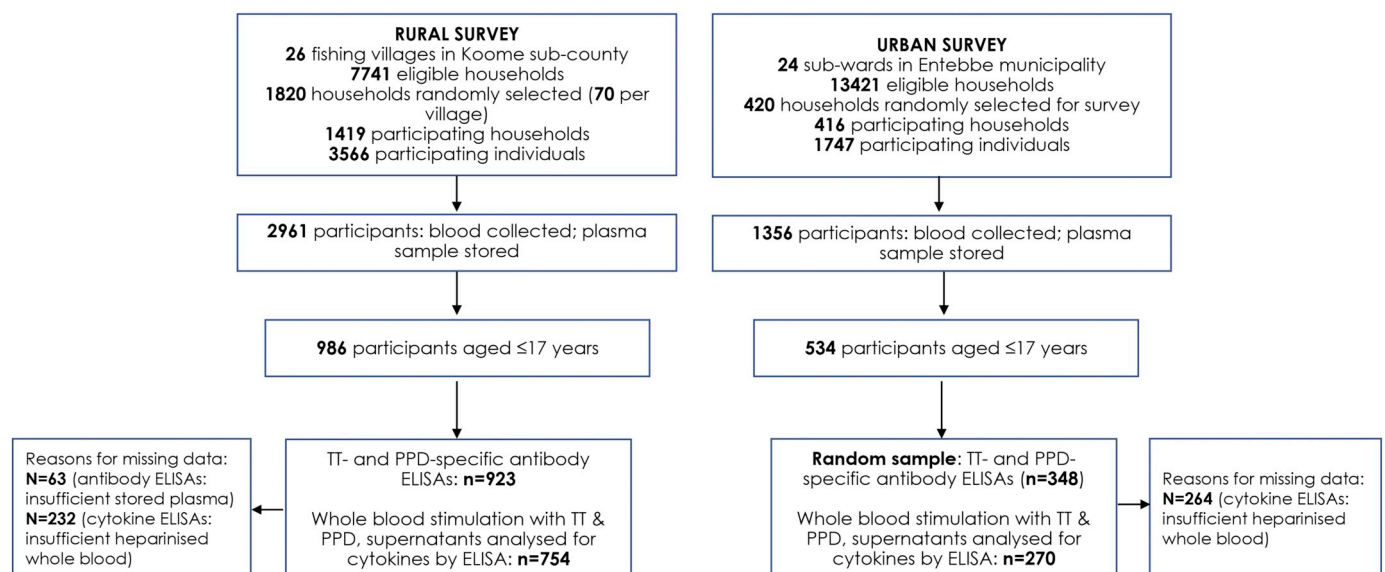 RURAL SURVEY
26 fishing villages in Koome sub-county
7741 eligible households
1820 households randomly selected (70 per
village)
1419 participating households
3566 participating individuals
URBAN SURVEY
24 sub-wards in Entebbe municipality
13421 eligible households
420 households randomly selected for survey
416 participating households
1747 participating individuals
2961 participants: blood collected; plasma
sample stored
1356 participants: blood collected; plasma
sample stored
986 participants aged ≤17 years
534 participants aged ≤17 years
Reasons for missing data:
N=63 (antibody ELISAs:
insufficient stored plasma)
N=232 (cytokine ELISAs:
insufficient heparinised
whole blood)
TT- and PPD-specific antibody
ELISAs: n=923
Whole blood stimulation with TT &
PPD, supernatants analysed for
cytokines by ELISA: n=754
Random sample: TT- and PPD-
specific antibody ELISAs (n=348)
Whole blood stimulation with TT &
PPD, supernatants analysed for
cytokines by ELISA: n=270
Reasons for missing data:
N=264 (cytokine ELISAs:
insufficient heparinised
whole blood)